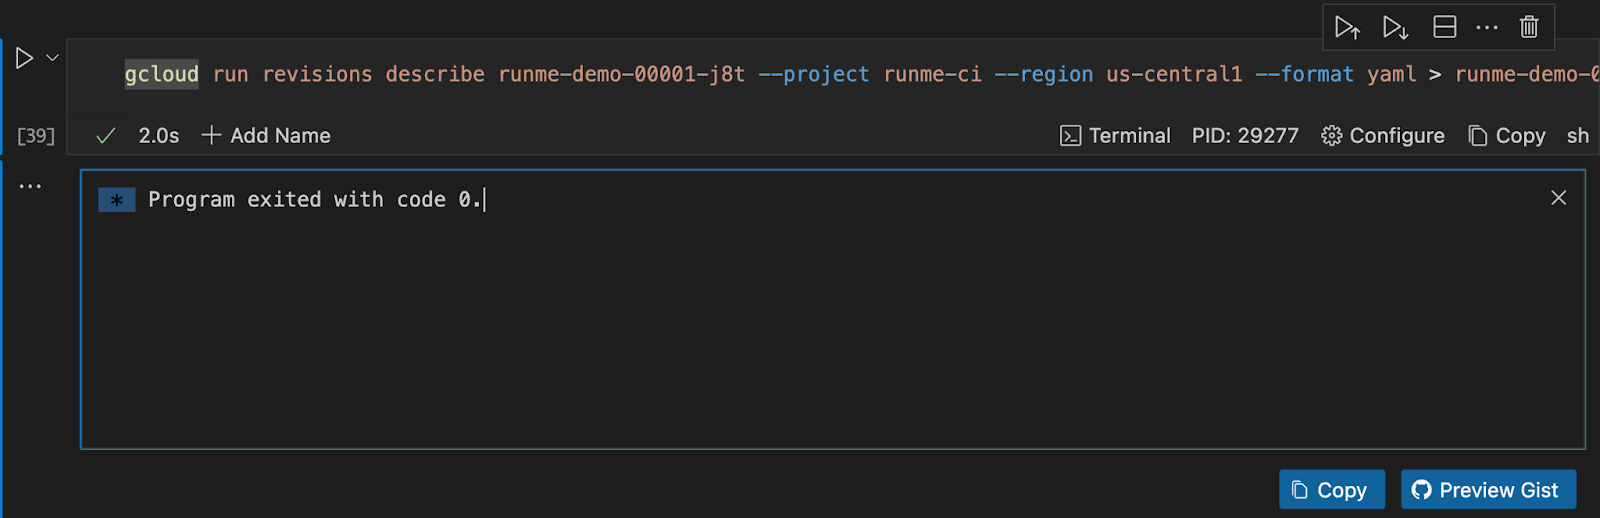 gcloud run revisions describe runme-demo-00001-j8t --project runme-ci --region us-central1 --format yaml > runme-demo-0
[39] 2.0s Add Name Terminal PID: 29277 Configure Copy sh
* Program exited with code 0.
Copy Preview Gist